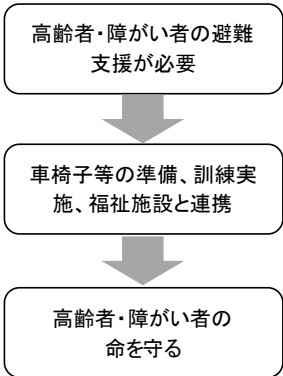 高齢者・障がい者の避難
支援が必要
車椅子等の準備、訓練実
施、福祉施設と連携
高齢者・障がい者の
命を守る